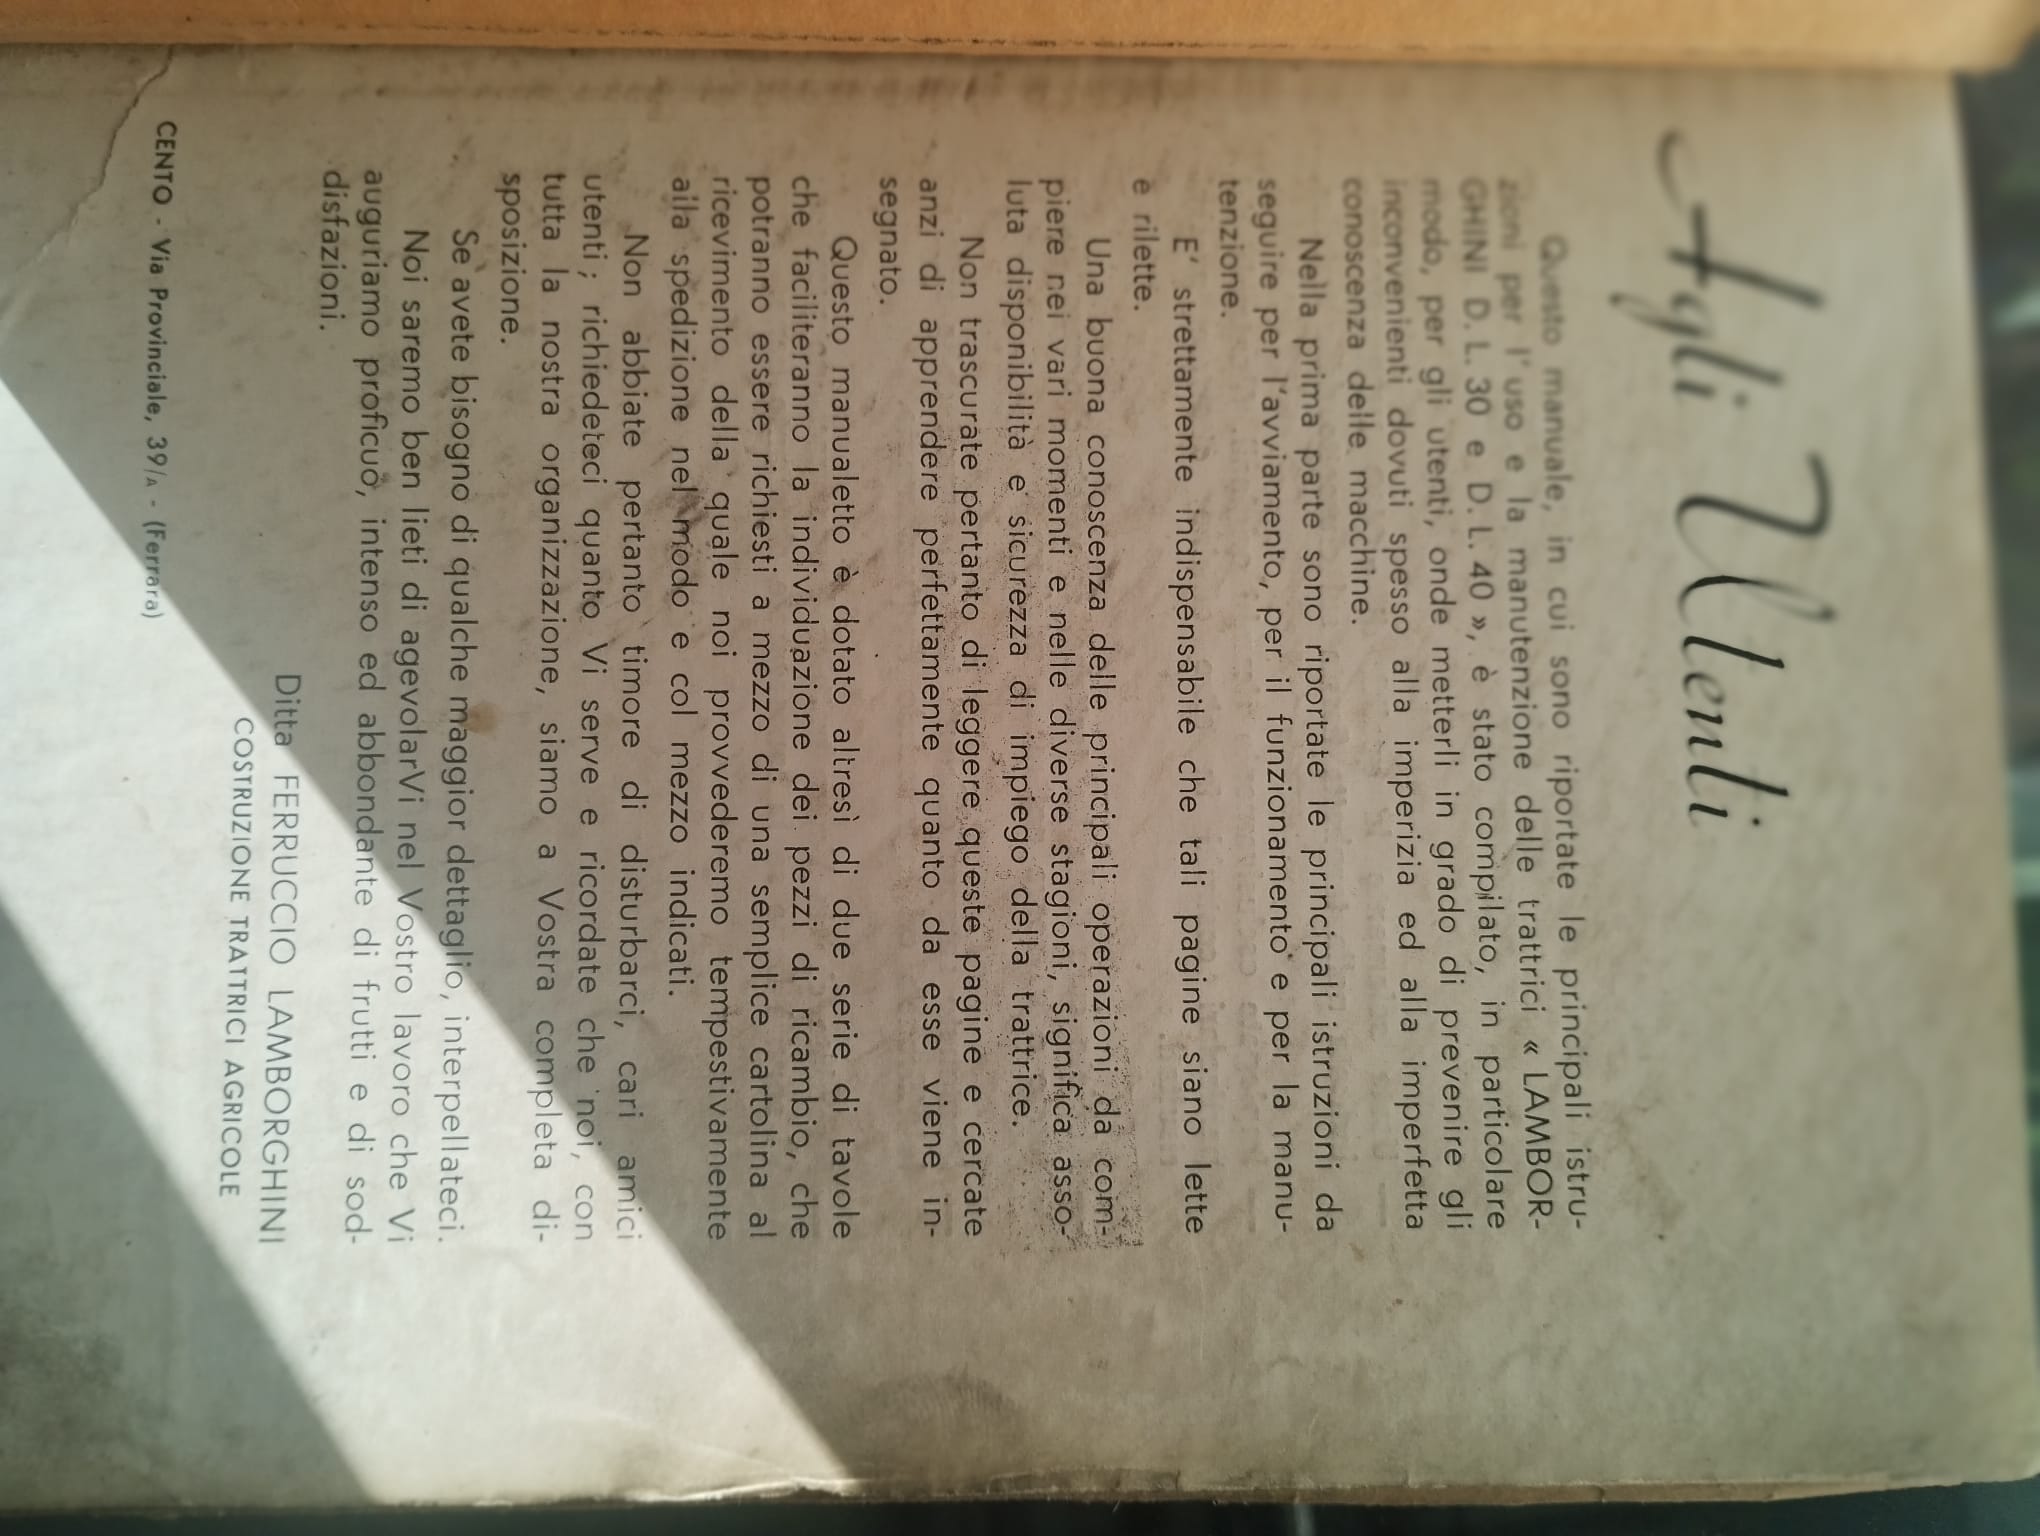 Agli Utenti
Questo manuale, in cui sono riportate le principali istru-
zioni per l'uso e la manutenzione delle trattrici « LAMBOR-
GHINI D. L. 30 e D. L. 40 », è stato compilato, in particolare
modo, per gli utenti, onde metterli in grado di prevenire gli
inconvenienti dovuti spesso alla imperizia ed alla imperfetta
conoscenza delle macchine.
Nella prima parte sono riportate le principali istruzioni da
seguire per l'avviamento, per il funzionamento e per la manu-
tenzione.
E' strettamente indispensabile che tali pagine siano lette
e rilette.
Una buona conoscenza delle principali operazioni da com-
piere nei vari momenti e nelle diverse stagioni, significa asso-
luta disponibilità e sicurezza di impiego della trattrice.
Non trascurate pertanto di leggere queste pagine e cercate
anzi di apprendere perfettamente quanto da esse viene in-
segnato.
Questo manualetto è dotato altresì di due serie di tavole
che faciliteranno la individuazione dei pezzi di ricambio, che
potranno essere richiesti a mezzo di una semplice cartolina al
ricevimento della quale noi provvederemo tempestivamente
alla spedizione nel modo e col mezzo indicati.
Non abbiate pertanto timore di disturbarci, cari amici
utenti; richiedeteci quanto Vi serve e ricordate che noi, con
tutta la nostra organizzazione, siamo a Vostra completa di-
sposizione.
Se avete bisogno di qualche maggior dettaglio, interpellateci.
Noi saremo ben lieti di agevolarVi nel Vostro lavoro che Vi
auguriamo proficuo, intenso ed abbondante di frutti e di sod-
disfazioni.
Ditta FERRUCCIO LAMBORGHINI
COSTRUZIONE TRATTRICI AGRICOLE
CENTO - Via Provinciale, 39/A - (Ferrara)